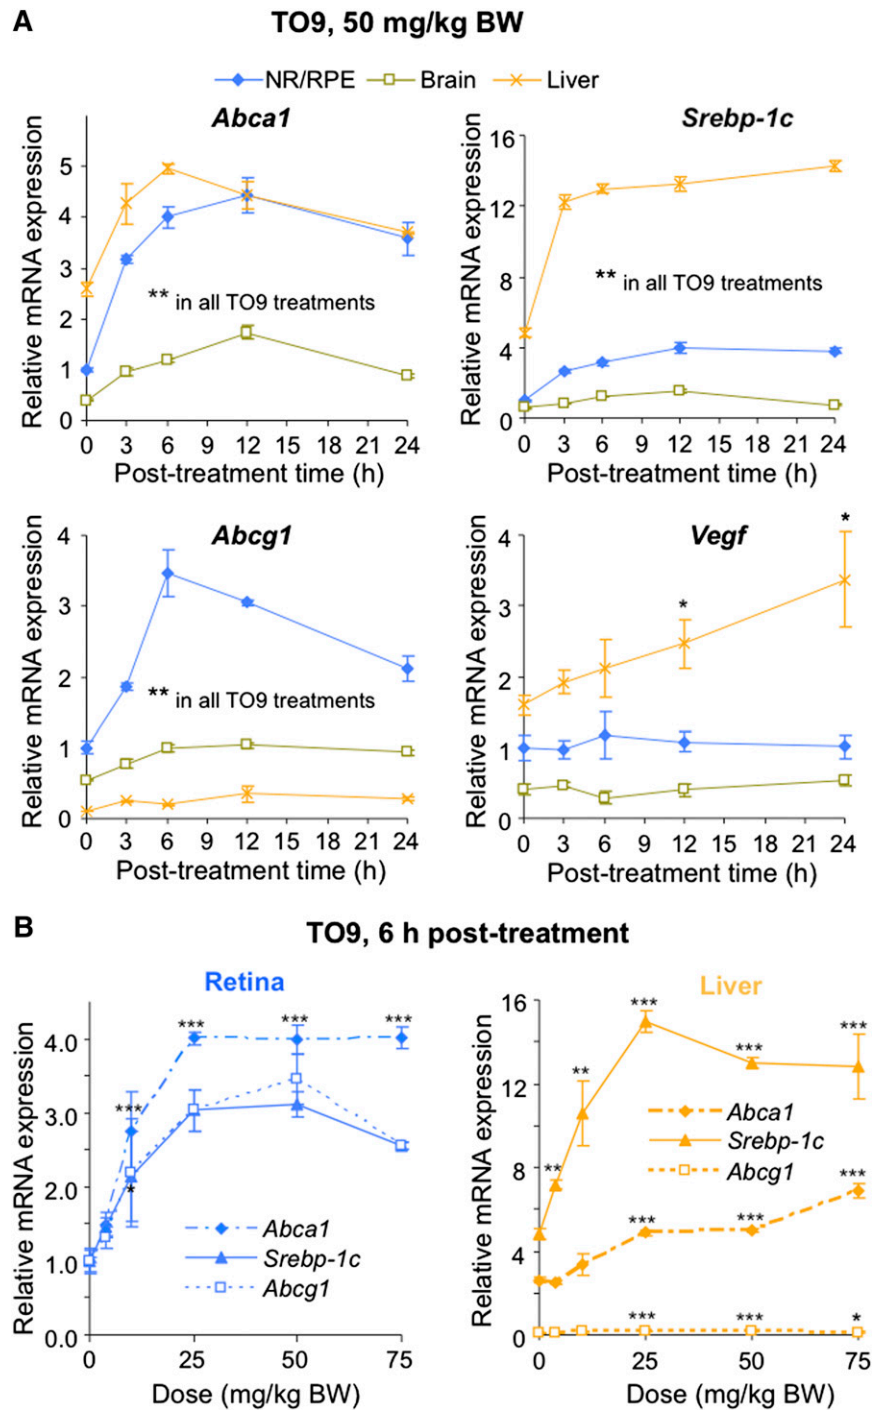 A
TO9, 50 mg/kg BW
NR/RPE Brain Liver
Abca1
Relative mRNA expression
5
4
3
2
1
0
** in all TO9 treatments
0 3 6 9 12 15 18 21 24
Post-treatment time (h)
Srebp-1c
Relative mRNA expression
16
12
8
4
0
** in all TO9 treatments
0 3 6 9 12 15 18 21 24
Post-treatment time (h)
Abcg1
Relative mRNA expression
4
3
2
1
0
** in all TO9 treatments
0 3 6 9 12 15 18 21 24
Post-treatment time (h)
Vegf
Relative mRNA expression
4
3
2
1
0
*
*
0 3 6 9 12 15 18 21 24
Post-treatment time (h)
B
TO9, 6 h post-treatment
Retina
Relative mRNA expression
4.0
3.0
2.0
1.0
0.0
*** *** ***
***
*
Abca1
Srebp-1c
Abcg1
0 25 50 75
Dose (mg/kg BW)
Liver
Relative mRNA expression
16
12
8
4
0
***
*** ***
**
**
Abca1
Srebp-1c
Abcg1
***
*** ***
*** *** *
0 25 50 75
Dose (mg/kg BW)